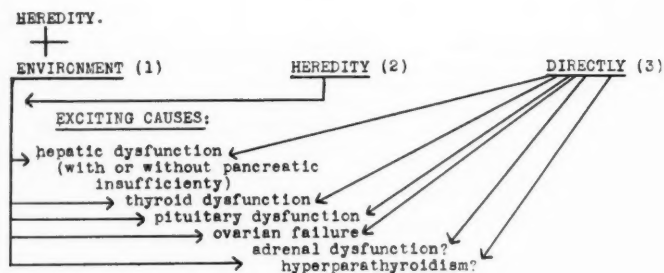 HEREDITY.
ENVIRONMENT (1) HEREDITY (2) DIRECTLY (3)
EXCITING CAUSES:
hepatic dysfunction
(with or without pancreatic
insufficienty)
thyroid dysfunction
pituitary dysfunction
ovarian failure
adrenal dysfunction?
hyperparathyroidism?